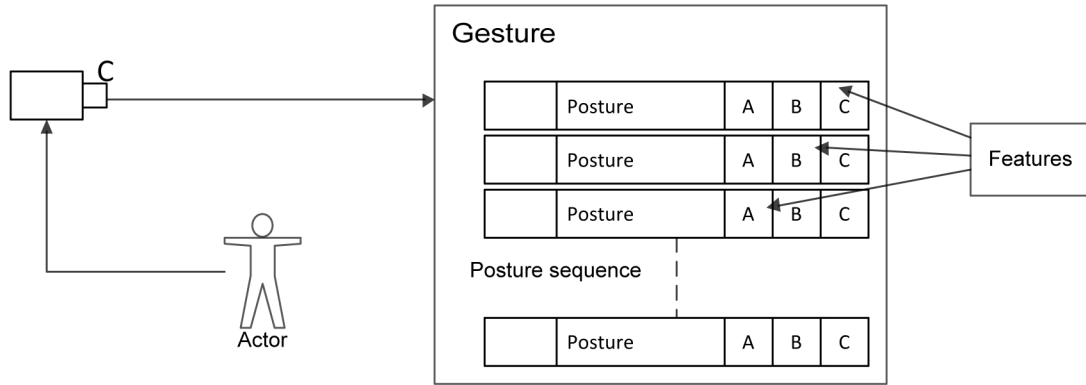 Gesture
C
Posture A B C
Posture A B C
Features
Posture A B C
Posture sequence
Actor
Posture A B C